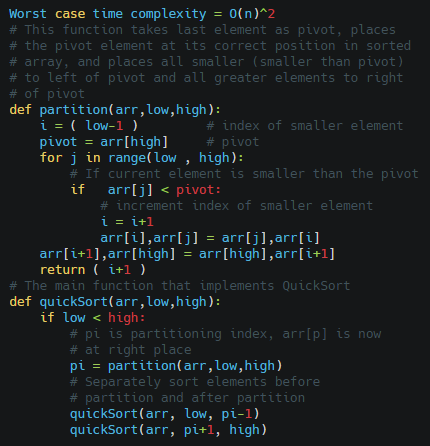 Worst case time complexity = O(n)^2
# This function takes last element as pivot, places
# the pivot element at its correct position in sorted
# array, and places all smaller (smaller than pivot)
# to left of pivot and all greater elements to right
# of pivot
def partition(arr,low,high):
    i = ( low-1 )         # index of smaller element
    pivot = arr[high]     # pivot
    for j in range(low , high):
        # If current element is smaller than the pivot
        if   arr[j] < pivot:
            # increment index of smaller element
            i = i+1
            arr[i],arr[j] = arr[j],arr[i]
    arr[i+1],arr[high] = arr[high],arr[i+1]
    return ( i+1 )
# The main function that implements QuickSort
def quickSort(arr,low,high):
    if low < high:
        # pi is partitioning index, arr[p] is now
        # at right place
        pi = partition(arr,low,high)
        # Separately sort elements before
        # partition and after partition
        quickSort(arr, low, pi-1)
        quickSort(arr, pi+1, high)